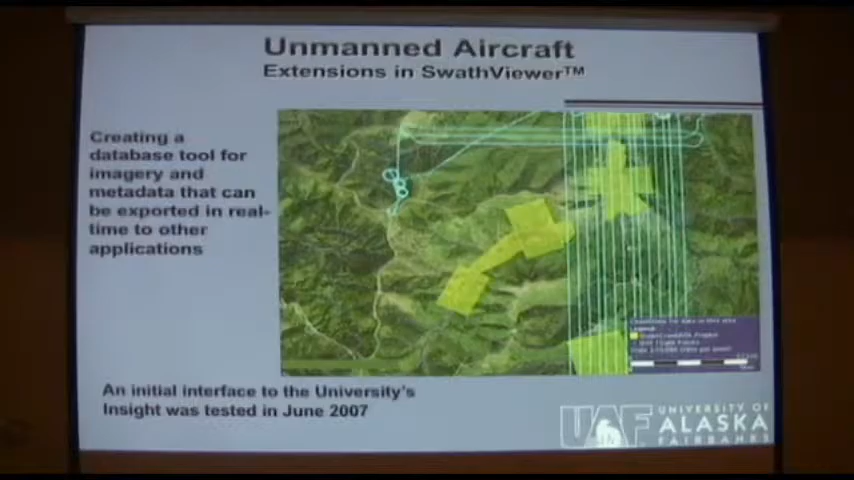 Unmanned Aircraft
Extensions in SwathViewer™
Creating a
database tool for
imagery and
metadata that can
be exported in real-
time to other
applications
An initial interface to the University's
Insight was tested in June 2007
UAF
UNIVERSITY OF
ALASKA
FAIRBANKS